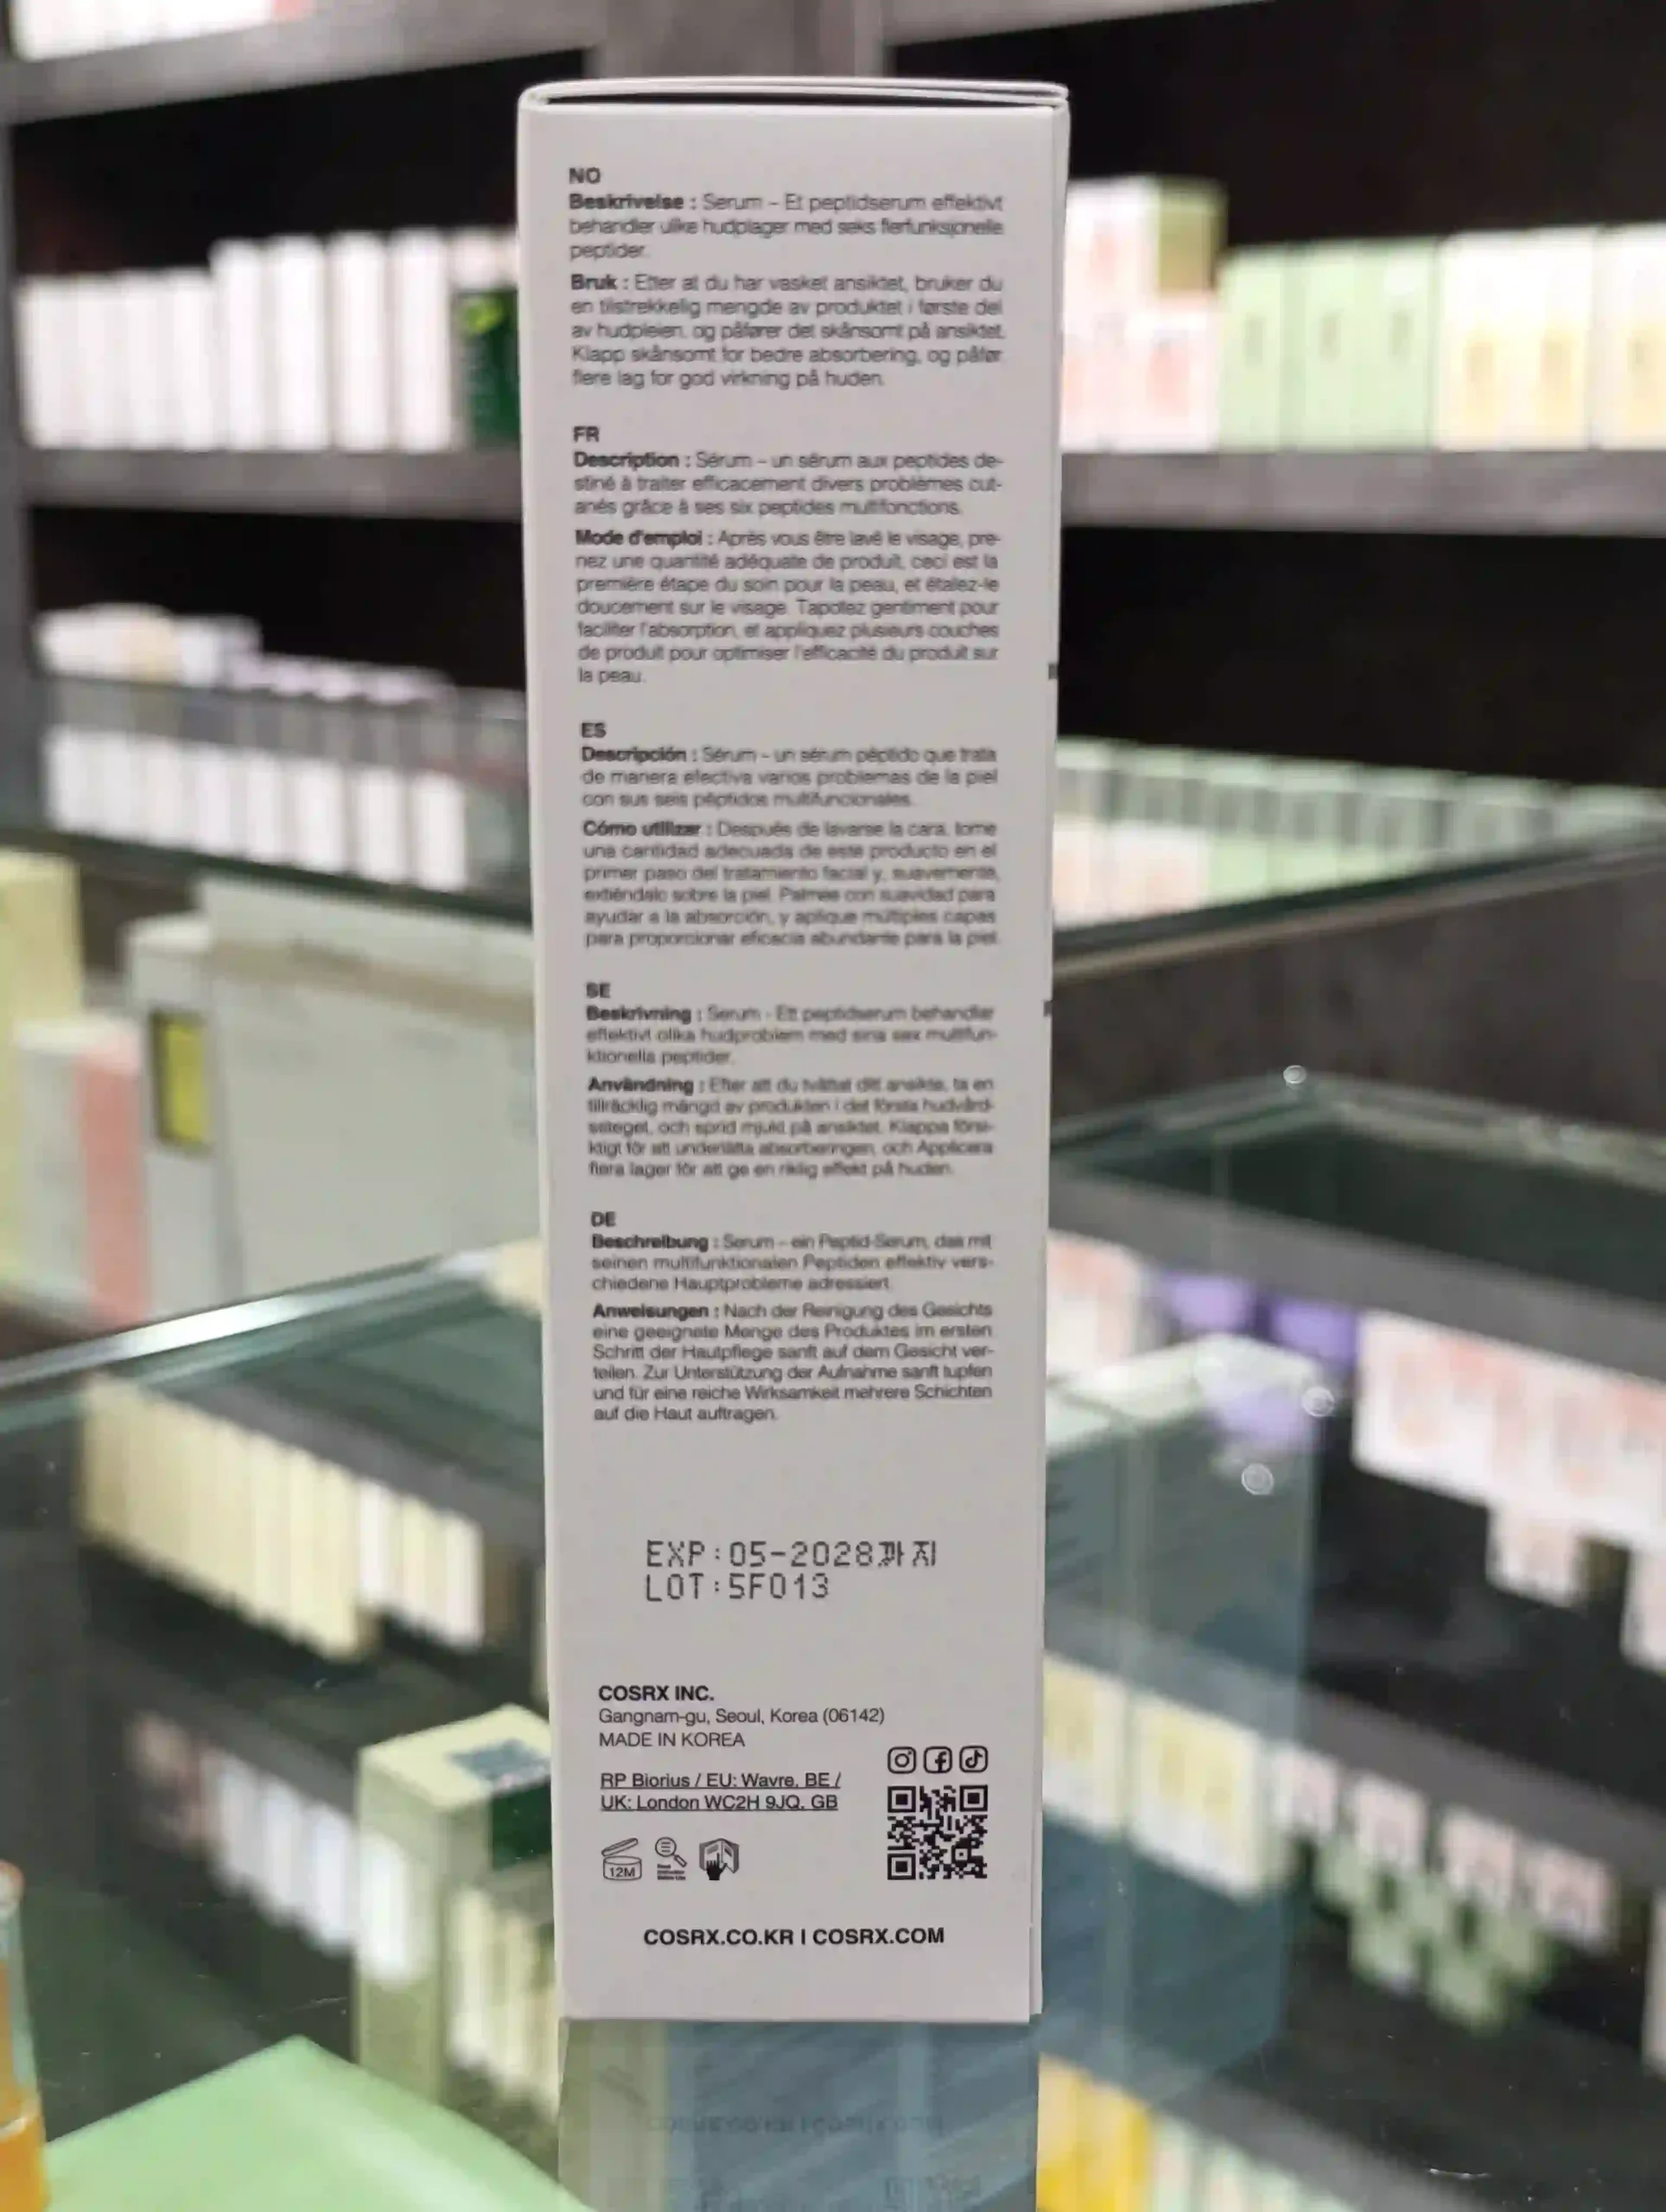 NO
Beskrivelse : Serum – Et peptidserum effektivt
behandler ulike hudplager med seks flerfunksjonelle
peptider.
Bruk : Etter at du har vasket ansiktet, bruker du
en tilstrekkelig mengde av produktet i første del
av hudpleien, og påfører det skånsomt på ansiktet.
Klapp skånsomt for bedre absorbering, og påfør
flere lag for god virkning på huden.
FR
Description : Sérum – un sérum aux peptides de-
stiné à traiter efficacement divers problèmes cut-
anés grâce à ses six peptides multifonctions.
Mode d'emploi : Après vous être lavé le visage, pre-
nez une quantité adéquate de produit, ceci est la
première étape du soin pour la peau, et étalez-le
doucement sur le visage. Tapotez gentiment pour
faciliter l'absorption, et appliquez plusieurs couches
de produit pour optimiser l'efficacité du produit sur
la peau.
ES
Descripción : Sérum – un sérum péptido que trata
de manera efectiva varios problemas de la piel
con sus seis péptidos multifuncionales.
Cómo utilizar : Después de lavarse la cara, tome
una cantidad adecuada de este producto en el
primer paso del tratamiento facial y, suavemente,
extiéndalo sobre la piel. Palmee con suavidad para
ayudar a la absorción, y aplique múltiples capas
para proporcionar eficacia abundante para la piel.
SE
Beskrivning : Serum - Ett peptidserum behandlar
effektivt olika hudproblem med sina sex multifun-
ktionella peptider.
Användning : Efter att du tvättat ditt ansikte, ta en
tillräcklig mängd av produkten i det första hudvård-
ssteget, och sprid mjukt på ansiktet. Klappa försi-
ktigt för att underlätta absorberingen, och Applicera
flera lager för att ge en riklig effekt på huden.
DE
Beschreibung : Serum – ein Peptid-Serum, das mit
seinen multifunktionalen Peptiden effektiv vers-
chiedene Hauptprobleme adressiert.
Anweisungen : Nach der Reinigung des Gesichts
eine geeignete Menge des Produktes im ersten
Schritt der Hautpflege sanft auf dem Gesicht ver-
teilen. Zur Unterstützung der Aufnahme sanft tupfen
und für eine reiche Wirksamkeit mehrere Schichten
auf die Haut auftragen.
EXP:05-2028까지
LOT:5F013
COSRX INC.
Gangnam-gu, Seoul, Korea (06142)
MADE IN KOREA
RP Biorius / EU: Wavre, BE /
UK: London WC2H 9JQ, GB
12M
COSRX.CO.KR I COSRX.COM